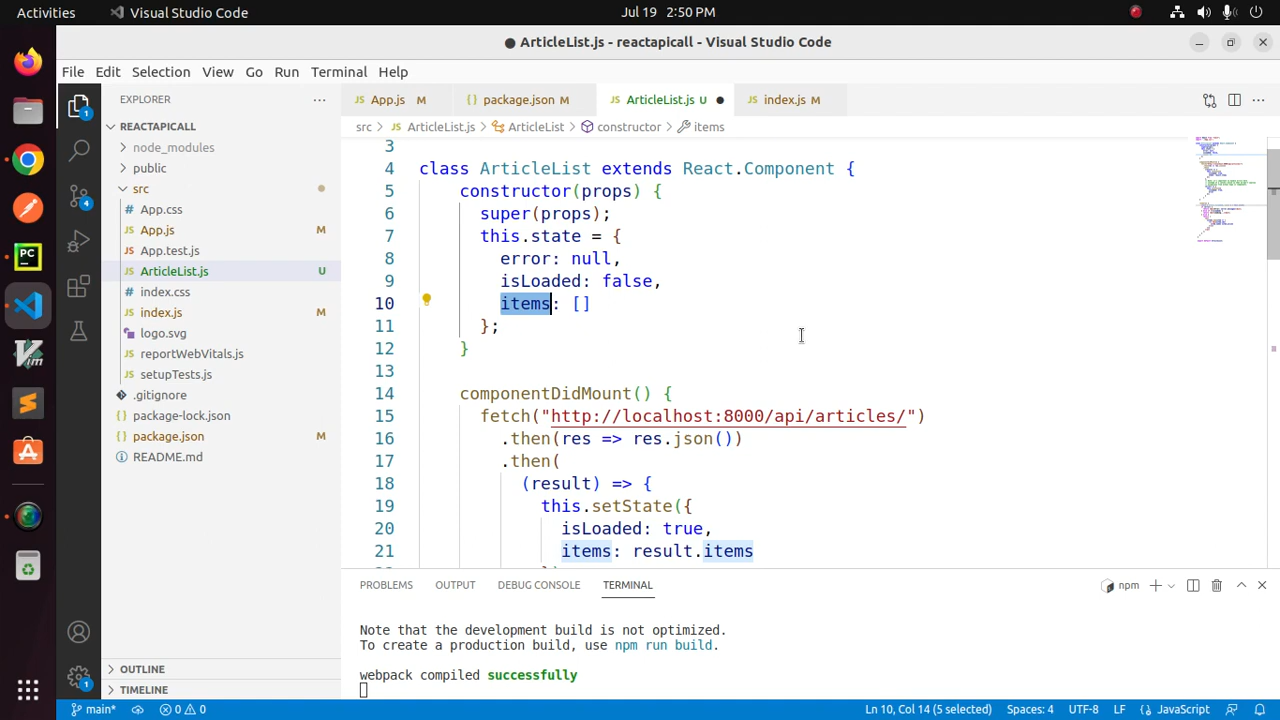 Activities
Visual Studio Code
Jul 19 2:50 PM
● ArticleList.js - reactapicall - Visual Studio Code
File Edit Selection View Go Run Terminal Help
EXPLORER
App.js M
package.json M
ArticleList.js U
index.js M
src > ArticleList.js > ArticleList > constructor > items
REACTAPICALL
node_modules
public
src
App.css
App.js M
App.test.js
ArticleList.js U
index.css
index.js M
logo.svg
reportWebVitals.js
setupTests.js
.gitignore
package-lock.json
package.json M
README.md
OUTLINE
TIMELINE
1
4
1
3
4 class ArticleList extends React.Component {
5 constructor(props) {
6 super(props);
7 this.state = {
8 error: null,
9 isLoaded: false,
10 items: []
11 };
12 }
13
14 componentDidMount() {
15 fetch("http://localhost:8000/api/articles/")
16 .then(res => res.json())
17 .then(
18 (result) => {
19 this.setState({
20 isLoaded: true,
21 items: result.items
PROBLEMS OUTPUT DEBUG CONSOLE TERMINAL
npm
Note that the development build is not optimized.
To create a production build, use npm run build.
webpack compiled successfully
main* 0 0
Ln 10, Col 14 (5 selected) Spaces: 4 UTF-8 LF JavaScript